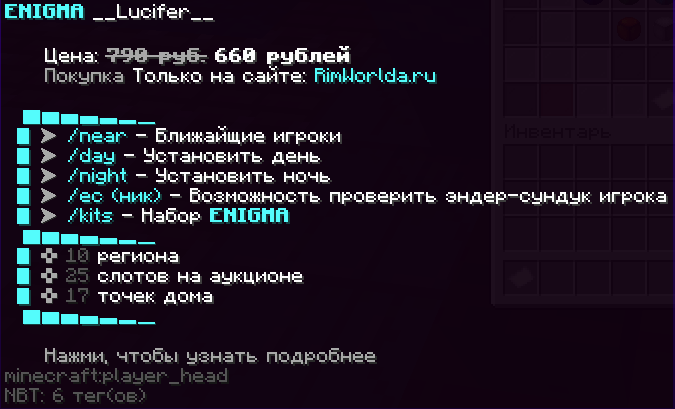 ENIGMA __Lucifer__
Цена: 790 руб. 660 рублей
Покупка Только на сайте: RimWorlda.ru
/near - Ближайщие игроки
/day - Установить день
/night - Установить ночь
/ec (ник) - Возможность проверить эндер-сундук игрока
/kits - Набор ENIGMA
Инвентарь
10 региона
25 слотов на аукционе
17 точек дома
Нажми, чтобы узнать подробнее
minecraft:player_head
NBT: 6 тег(ов)